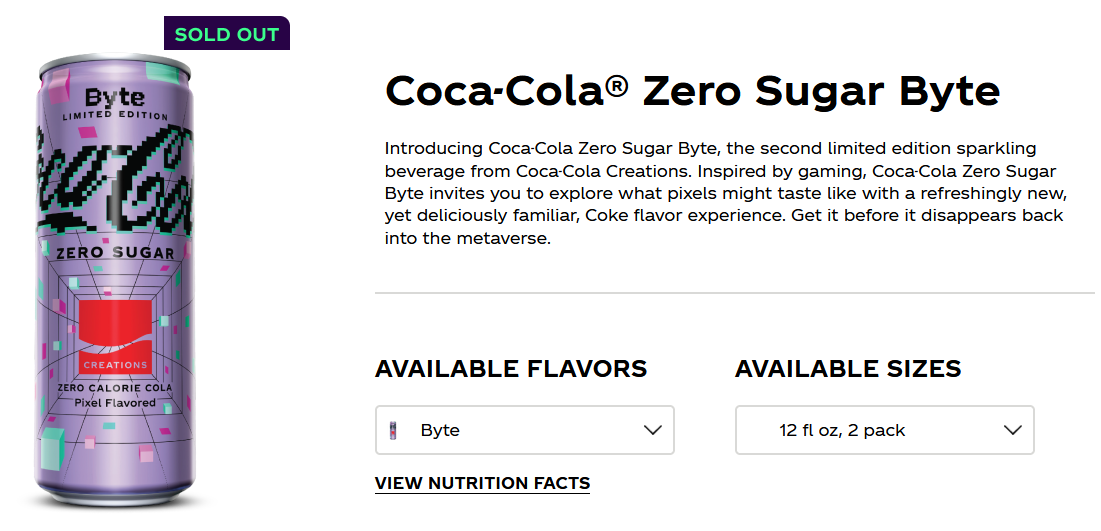 SOLD OUT
Byte
LIMITED EDITION
ZERO SUGAR
CREATIONS
ZERO CALORIE COLA
Pixel Flavored
Coca-Cola® Zero Sugar Byte
Introducing Coca-Cola Zero Sugar Byte, the second limited edition sparkling
beverage from Coca-Cola Creations. Inspired by gaming, Coca-Cola Zero Sugar
Byte invites you to explore what pixels might taste like with a refreshingly new,
yet deliciously familiar, Coke flavor experience. Get it before it disappears back
into the metaverse.
AVAILABLE FLAVORS
Byte
VIEW NUTRITION FACTS
AVAILABLE SIZES
12 fl oz, 2 pack